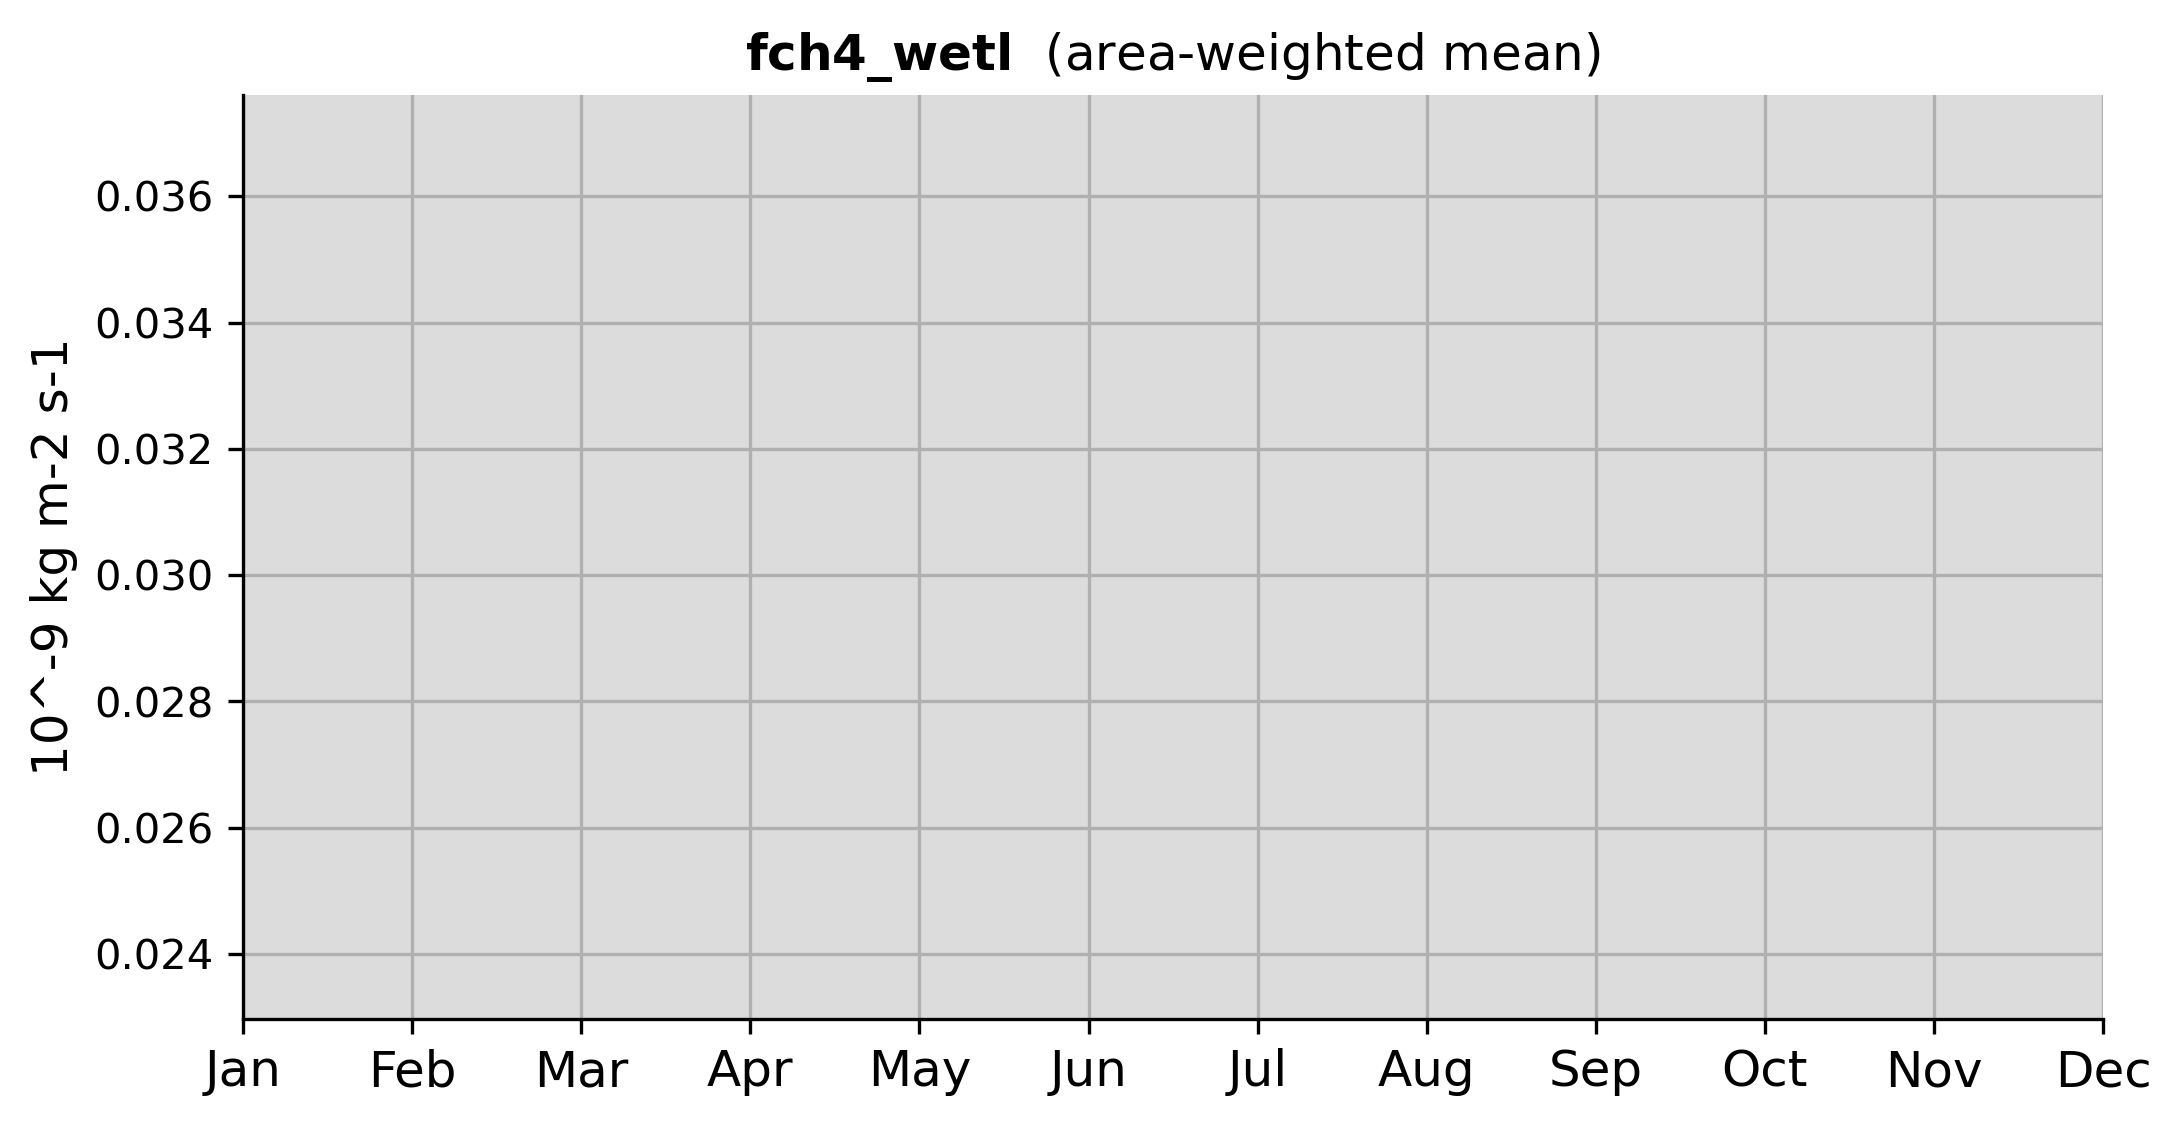 fch4_wetl (area-weighted mean)
10^-9 kg m-2 s-1
0.036
0.034
0.032
0.030
0.028
0.026
0.024
Jan Feb Mar Apr May Jun Jul Aug Sep Oct Nov Dec